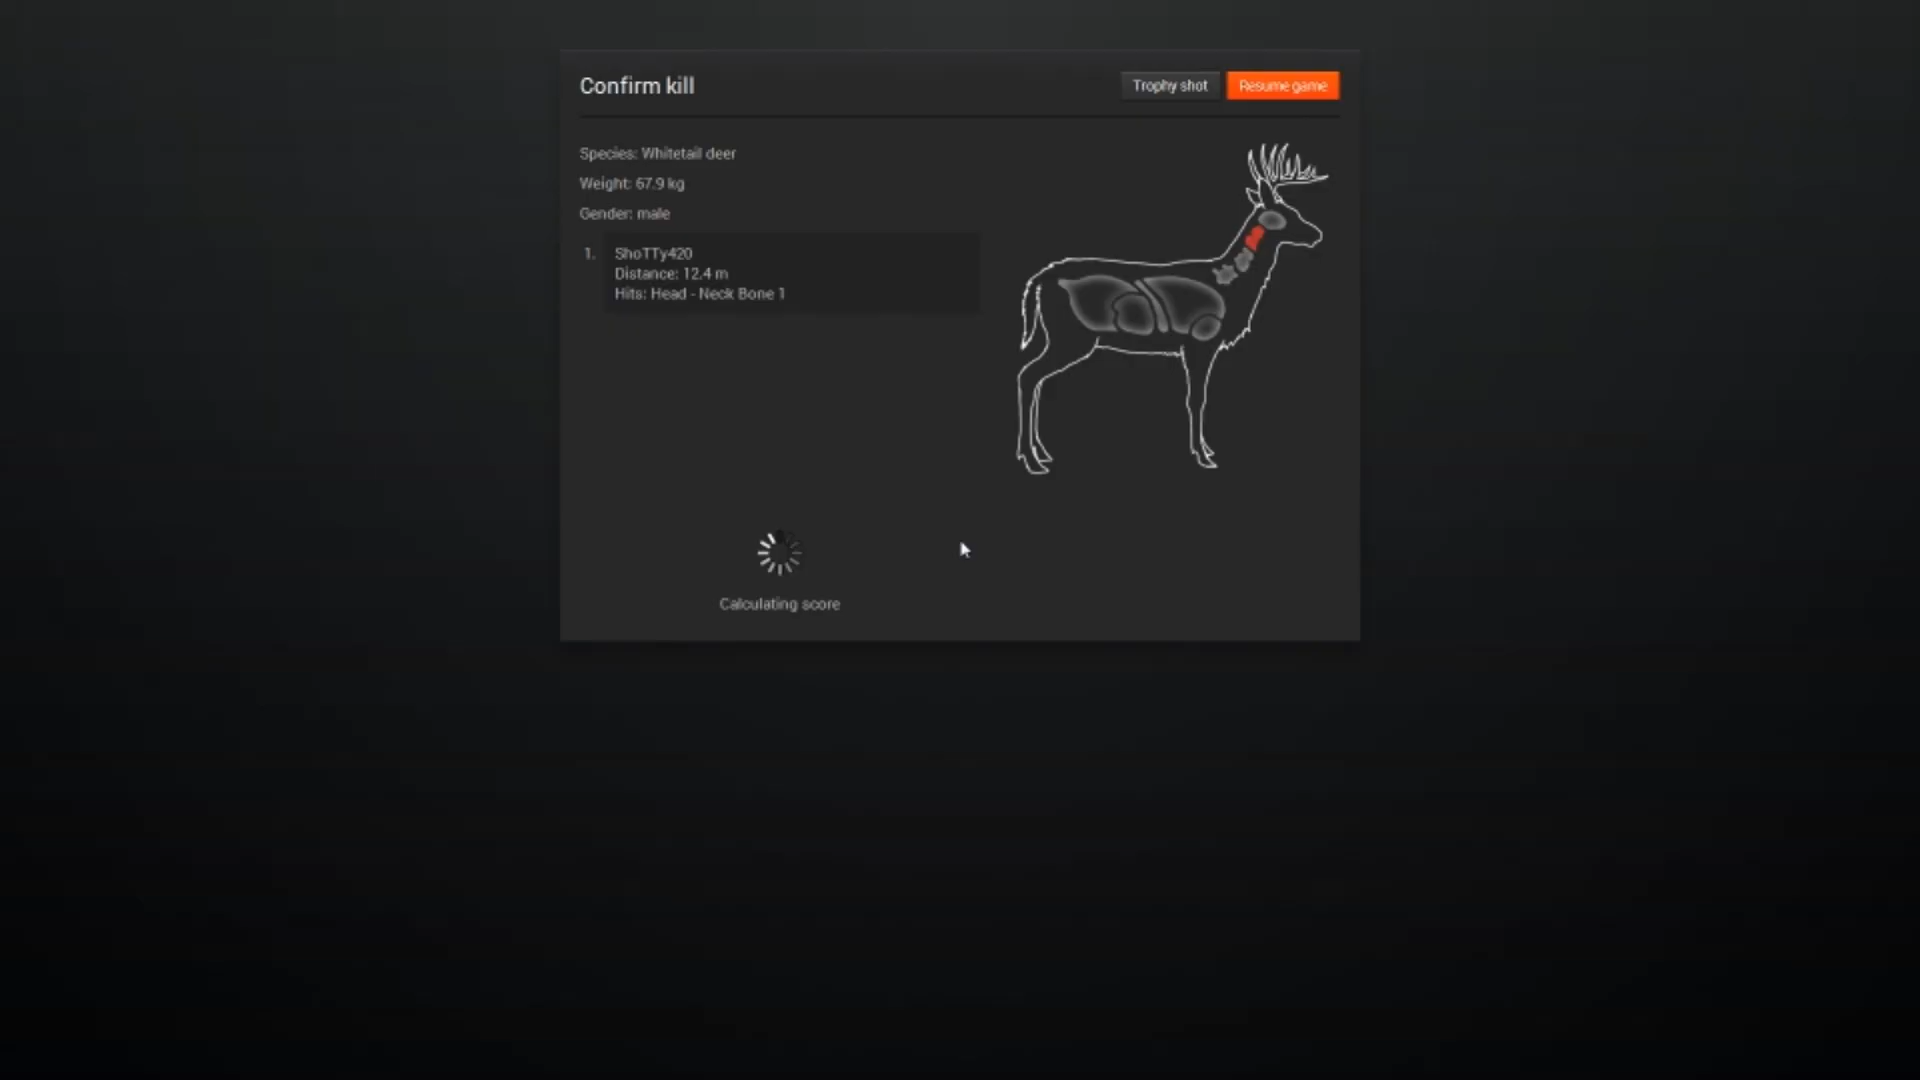 Confirm kill
Trophy shot
Resume game
Species: Whitetail deer
Weight: 67.9 kg
Gender: male
1. ShoTTy420
Distance: 12.4 m
Hits: Head - Neck Bone 1
Calculating score